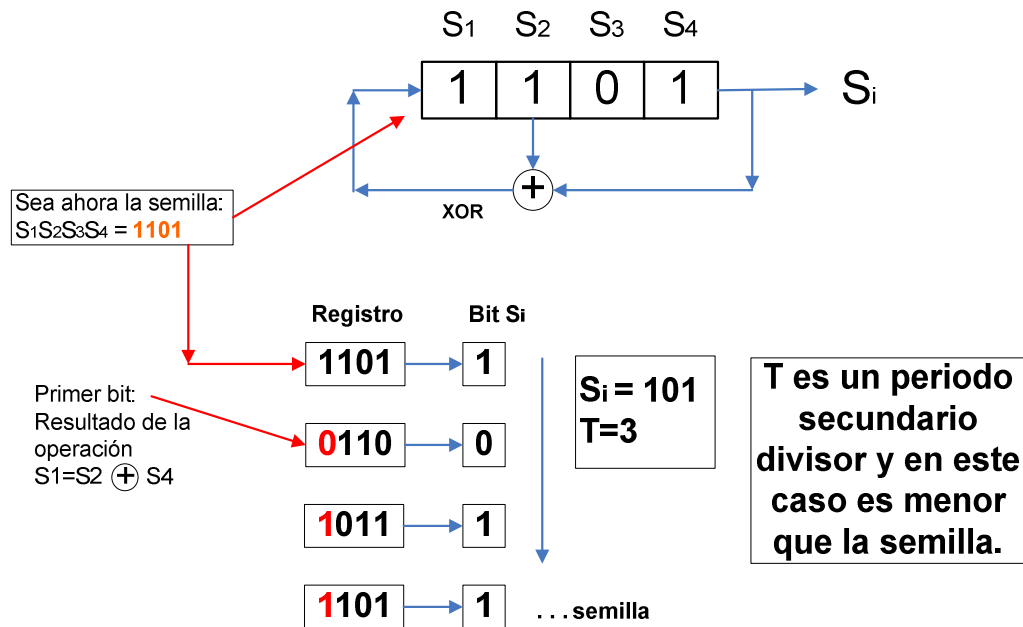 S1 S2 S3 S4
1 1 0 1
Si
+
XOR
Sea ahora la semilla:
S1S2S3S4 = 1101
Registro
Bit Si
1101
1
Primer bit:
Resultado de la
operación
S1=S2 + S4
0110
0
1011
1
1101
1
. . . semilla
Si = 101
T=3
T es un periodo
secundario
divisor y en este
caso es menor
que la semilla.